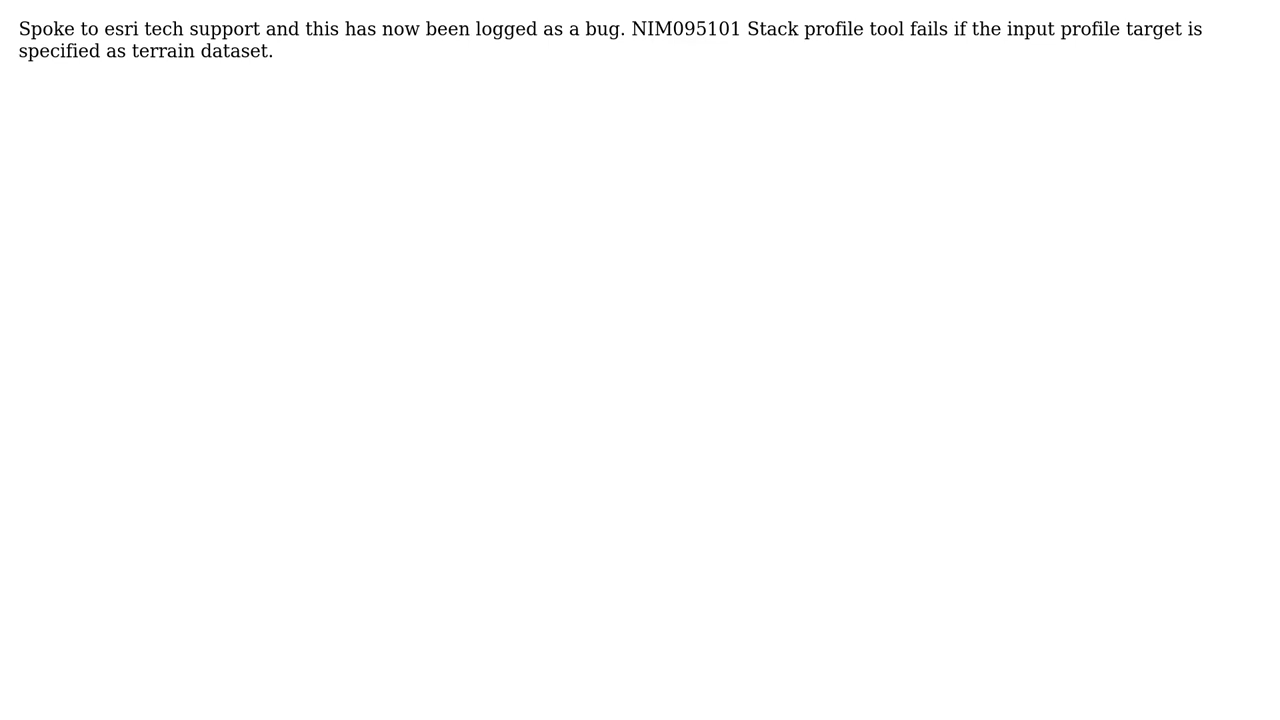 Spoke to esri tech support and this has now been logged as a bug. NIM095101 Stack profile tool fails if the input profile target is
specified as terrain dataset.